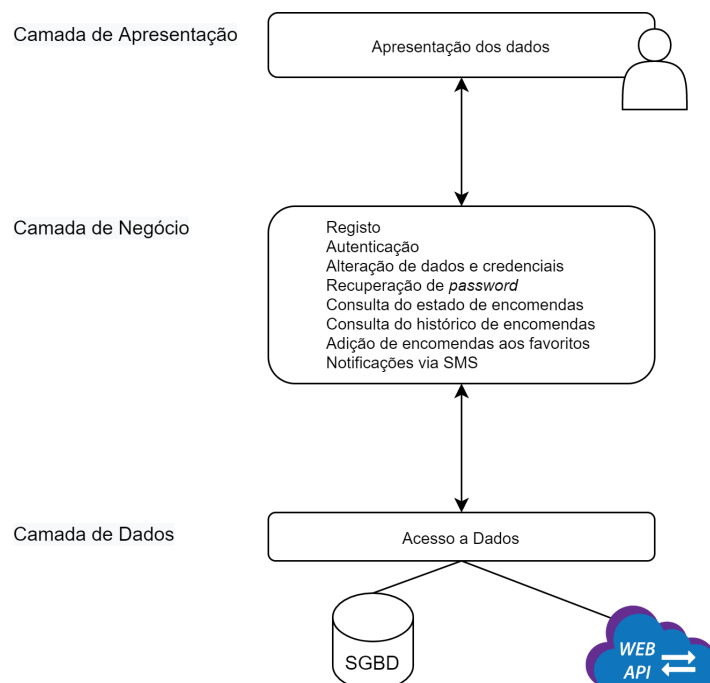 Camada de Apresentação
Apresentação dos dados
Camada de Negócio
Registo
Autenticação
Alteração de dados e credenciais
Recuperação de password
Consulta do estado de encomendas
Consulta do histórico de encomendas
Adição de encomendas aos favoritos
Notificações via SMS
Camada de Dados
Acesso a Dados
SGBD
WEB
API